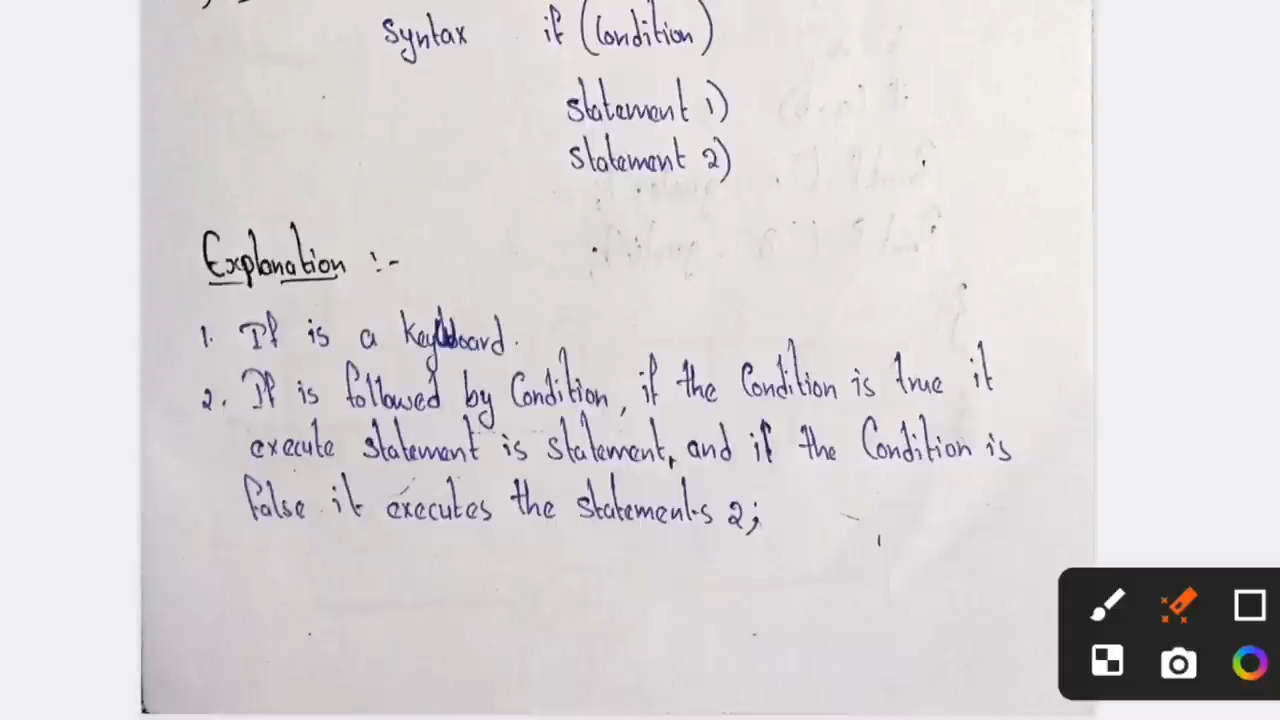 Syntax if (Condition)
statement 1)
statement 2)
Explanation :-
1. If is a keyboard.
2. If is followed by Condition, if the Condition is true it
execute statement is statement, and if the Condition is
false it executes the statements 2;